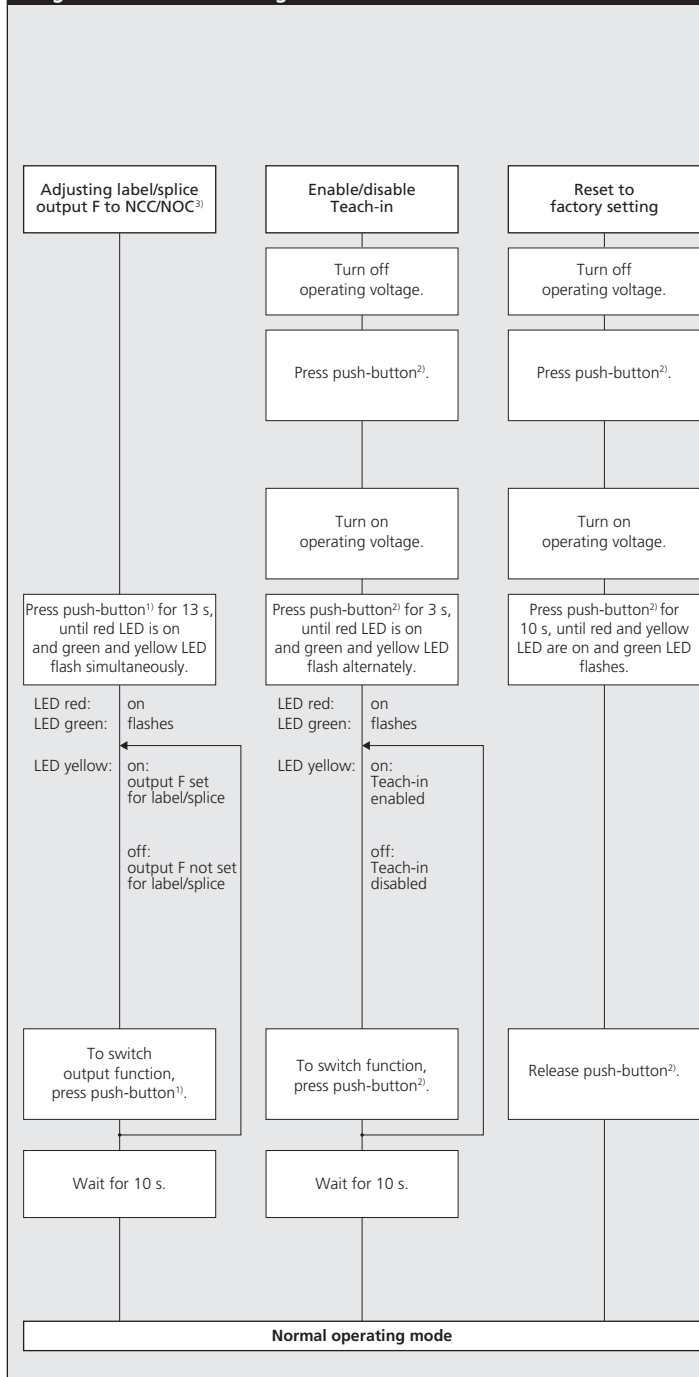 Adjusting label/splice
output F to NCC/NOC3)
Press push-button1) for 13 s,
until red LED is on
and green and yellow LED
flash simultaneously.
LED red: on
LED green: flashes
LED yellow: on:
output F set
for label/splice
off:
output F not set
for label/splice
To switch
output function,
press push-button1).
Wait for 10 s.
Enable/disable
Teach-in
Turn off
operating voltage.
Press push-button2).
Turn on
operating voltage.
Press push-button2) for 3 s,
until red LED is on
and green and yellow LED
flash alternately.
LED red: on
LED green: flashes
LED yellow: on:
Teach-in
enabled
off:
Teach-in
disabled
To switch function,
press push-button2).
Wait for 10 s.
Reset to
factory setting
Turn off
operating voltage.
Press push-button2).
Turn on
operating voltage.
Press push-button2) for
10 s, until red and yellow
LED are on and green LED
flashes.
Release push-button2).
Normal operating mode